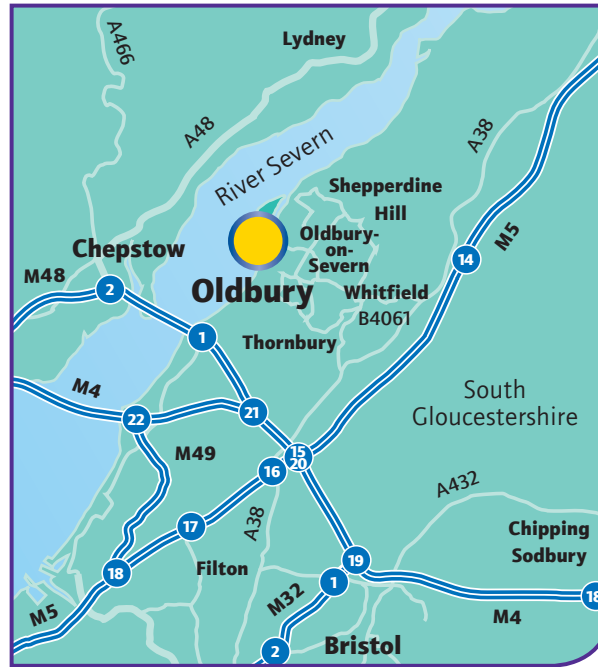 A466
Lydney
A48
A38
River Severn
Shepperdine
Hill
Oldbury-
on-
Severn
Chepstow
M5
14
M48
2
Oldbury
Whitfield
B4061
1
Thornbury
M4
South
Gloucestershire
22
21
M49
15
20
16
A432
A38
17
Chipping
Sodbury
19
Filton
18
1
M32
18
M5
M4
2
Bristol